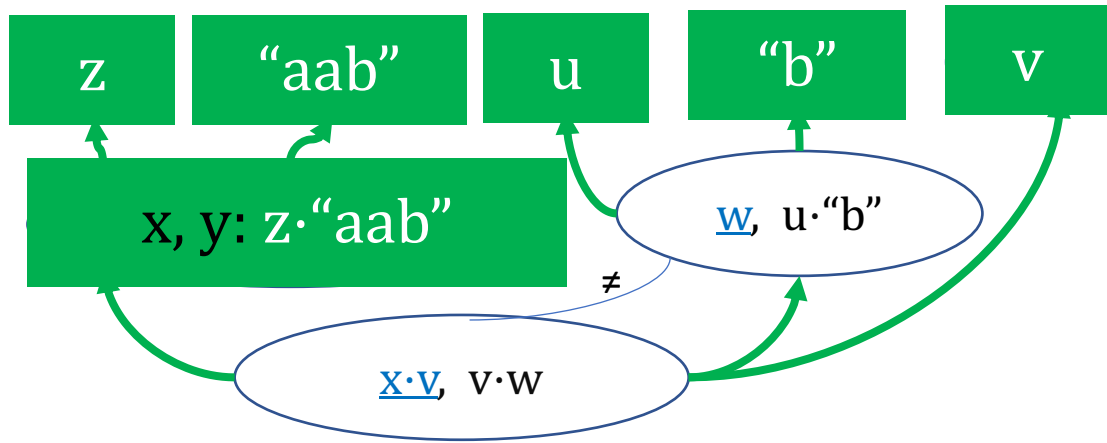 z
“aab”
u
“b”
v
x, y: z·“aab”
w, u·“b”
≠
x·v, v·w